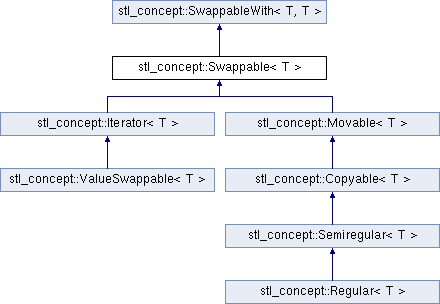 stl_concept::SwappableWith< T, T >
stl_concept::Swappable< T >
stl_concept::Iterator< T >
stl_concept::Movable< T >
stl_concept::ValueSwappable< T >
stl_concept::Copyable< T >
stl_concept::Semiregular< T >
stl_concept::Regular< T >